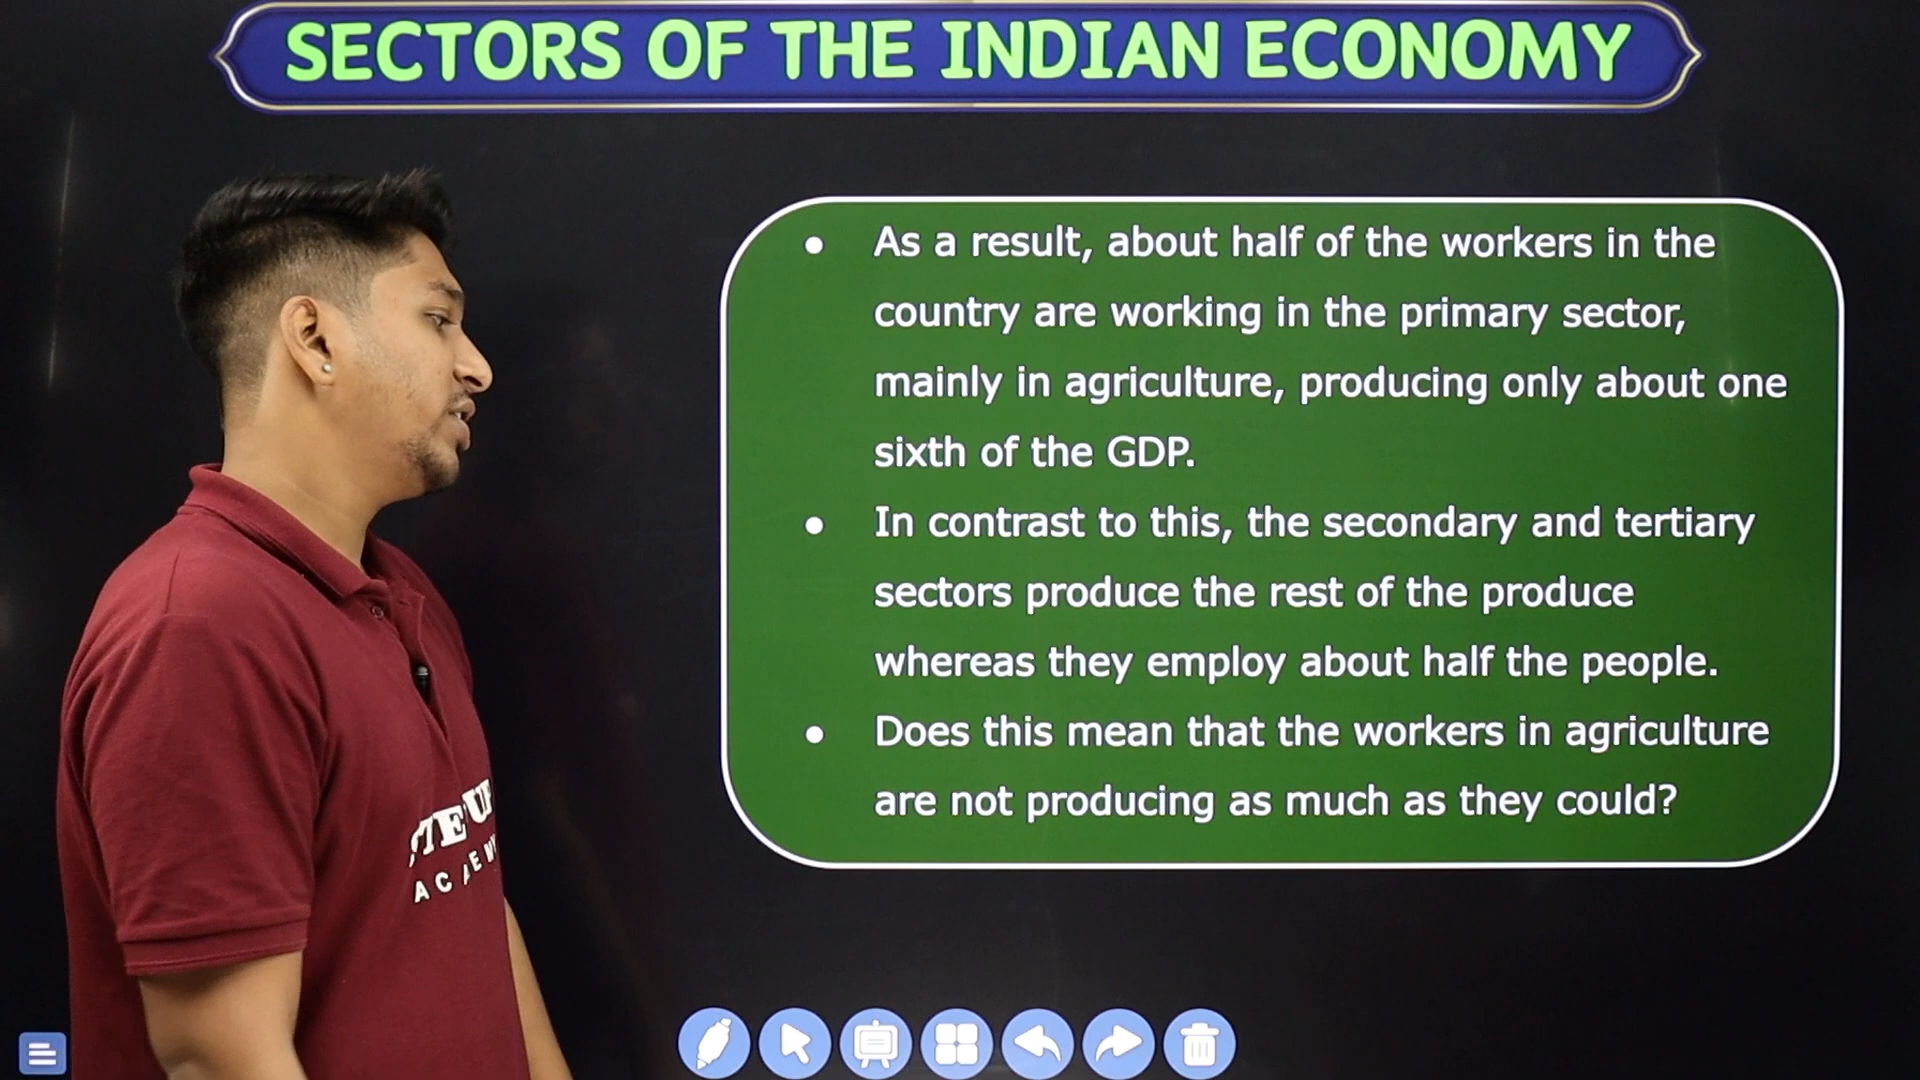 SECTORS OF THE INDIAN ECONOMY
● As a result, about half of the workers in the
country are working in the primary sector,
mainly in agriculture, producing only about one
sixth of the GDP.
● In contrast to this, the secondary and tertiary
sectors produce the rest of the produce
whereas they employ about half the people.
● Does this mean that the workers in agriculture
are not producing as much as they could?
ACADEMY